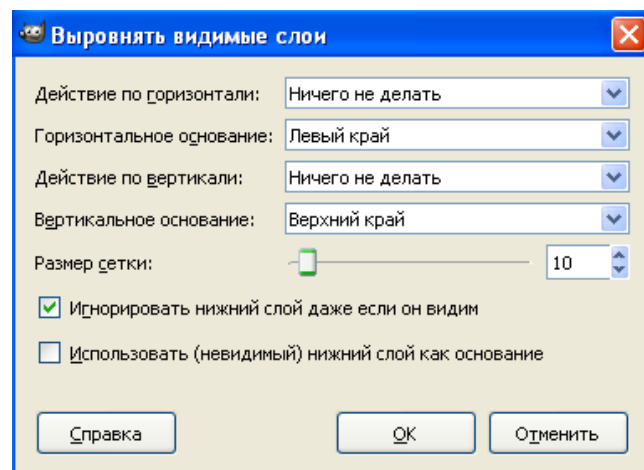 Выровнять видимые слои
Действие по горизонтали: Ничего не делать
Горизонтальное основание: Левый край
Действие по вертикали: Ничего не делать
Вертикальное основание: Верхний край
Размер сетки: 10
Игнорировать нижний слой даже если он видим
Использовать (невидимый) нижний слой как основание
Справка OK Отменить